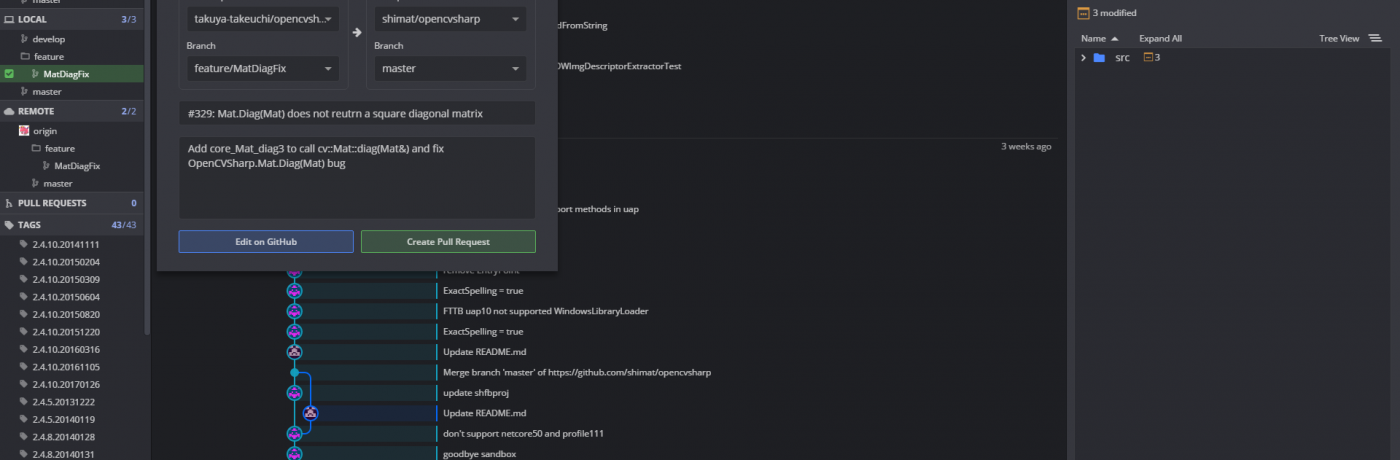 master
LOCAL 3/3
develop
feature
MatDiagFix
master
REMOTE 2/2
origin
feature
MatDiagFix
master
PULL REQUESTS 0
TAGS 43/43
2.4.10.20141111
2.4.10.20150204
2.4.10.20150309
2.4.10.20150604
2.4.10.20150820
2.4.10.20151220
2.4.10.20160316
2.4.10.20161105
2.4.10.20170126
2.4.5.20131222
2.4.5.20140119
2.4.8.20140128
2.4.8.20140131
takuya-takeuchi/opencvsh...
shimat/opencvsharp
Branch
Branch
feature/MatDiagFix
master
#329: Mat.Diag(Mat) does not reutrn a square diagonal matrix
Add core_Mat_diag3 to call cv::Mat::diag(Mat&) and fix
OpenCVSharp.Mat.Diag(Mat) bug
Edit on GitHub
Create Pull Request
dFromString
OWImgDescriptorExtractorTest
3 weeks ago
ort methods in uap
remove EntryPoint
ExactSpelling = true
FTTB uap10 not supported WindowsLibraryLoader
ExactSpelling = true
Update README.md
Merge branch 'master' of https://github.com/shimat/opencvsharp
update shfbproj
Update README.md
don't support netcore50 and profile111
goodbye sandbox
3 modified
Name Expand All Tree View
src 3